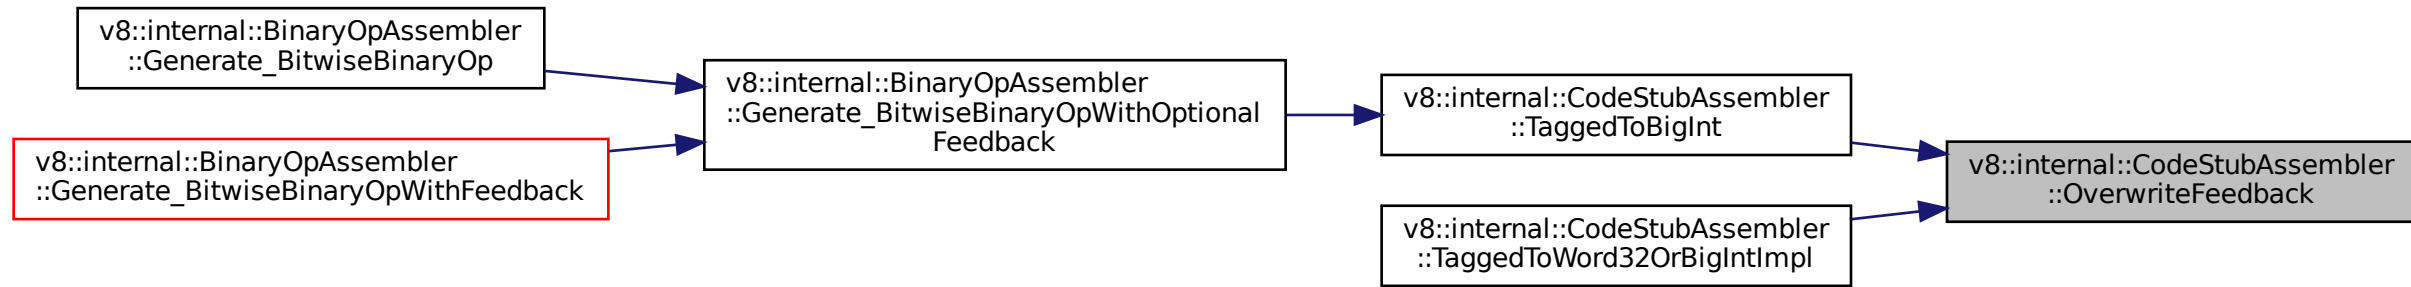 v8::internal::BinaryOpAssembler
::Generate_BitwiseBinaryOp
v8::internal::BinaryOpAssembler
::Generate_BitwiseBinaryOpWithFeedback
v8::internal::BinaryOpAssembler
::Generate_BitwiseBinaryOpWithOptional
Feedback
v8::internal::CodeStubAssembler
::TaggedToBigInt
v8::internal::CodeStubAssembler
::TaggedToWord32OrBigIntImpl
v8::internal::CodeStubAssembler
::OverwriteFeedback